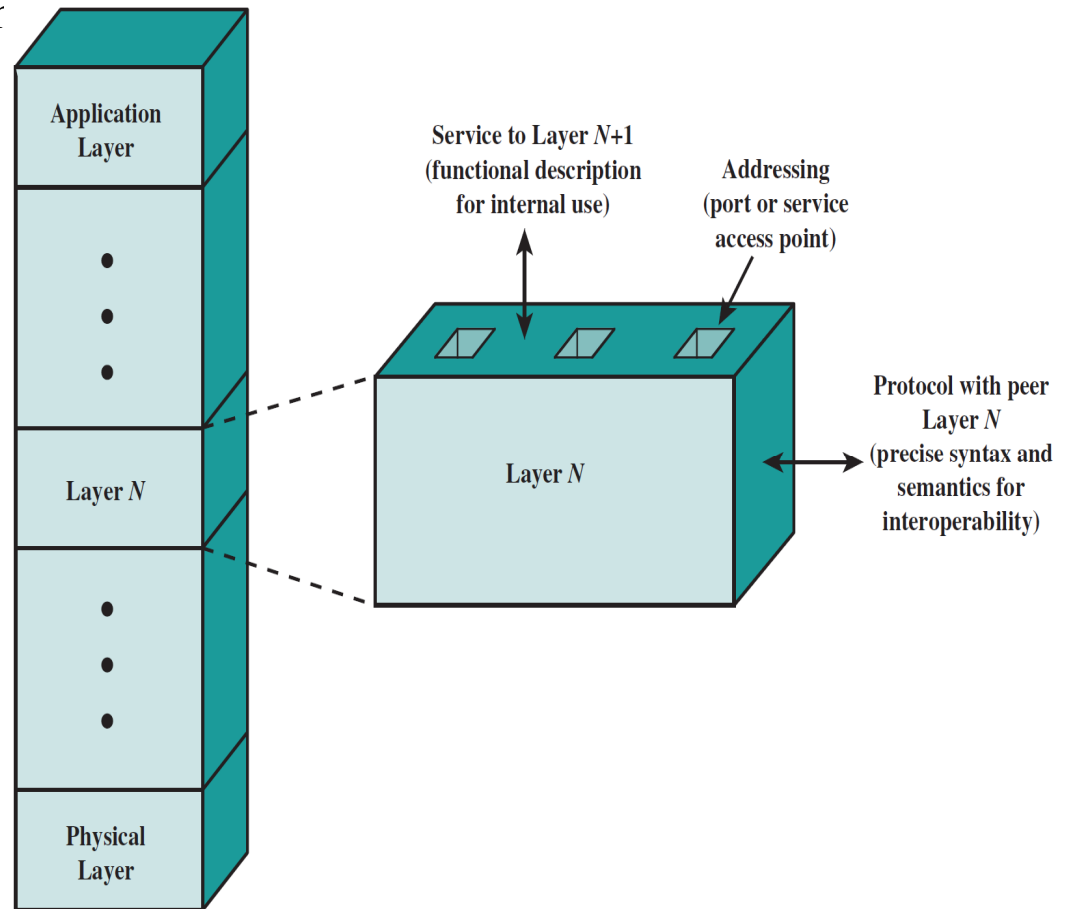 Application
Layer
Service to Layer N+1
(functional description
for internal use)
Addressing
(port or service
access point)
Layer N
Layer N
Protocol with peer
Layer N
(precise syntax and
semantics for
interoperability)
Physical
Layer